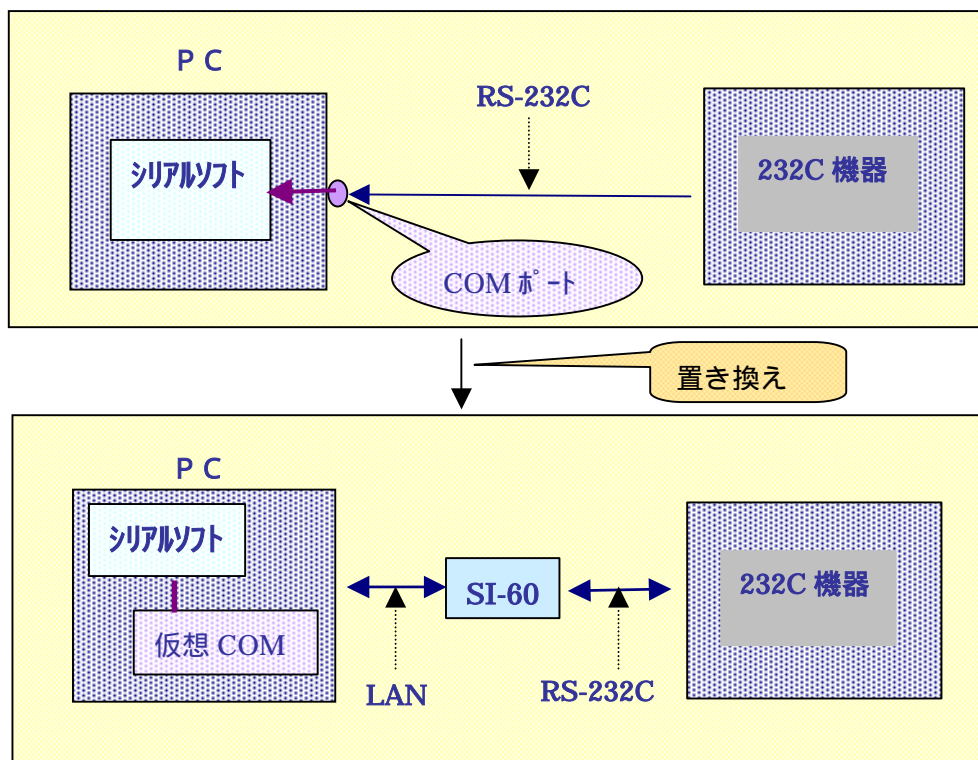 ＰＣ
RS-232C
ｼﾘｱﾙｿﾌﾄ
232C 機器
COM ﾎﾟｰﾄ
置き換え
ＰＣ
ｼﾘｱﾙｿﾌﾄ
SI-60
232C 機器
仮想 COM
LAN
RS-232C